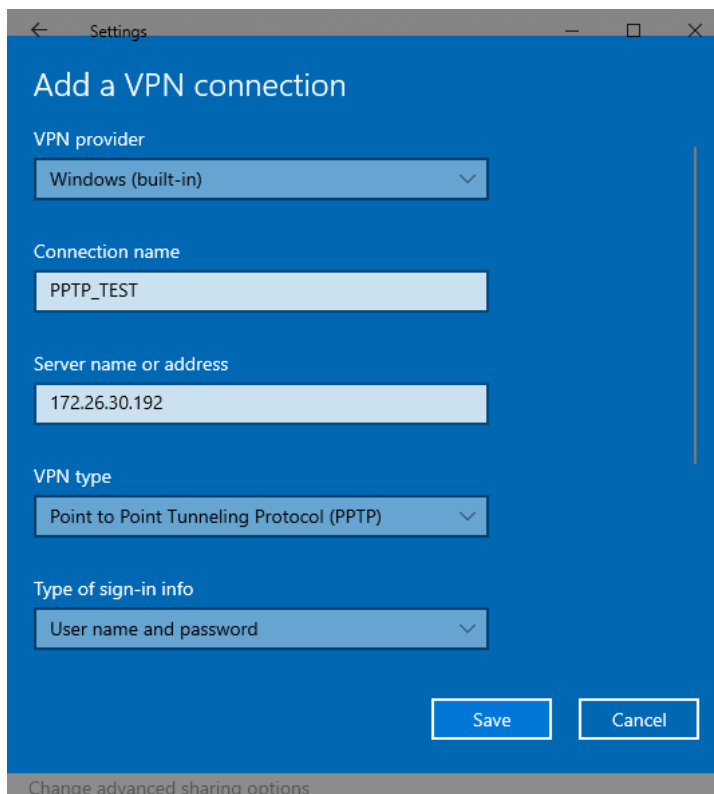 Settings
Add a VPN connection
VPN provider
Windows (built-in)
Connection name
PPTP_TEST
Server name or address
172.26.30.192
VPN type
Point to Point Tunneling Protocol (PPTP)
Type of sign-in info
User name and password
Save
Cancel
Change advanced sharing options